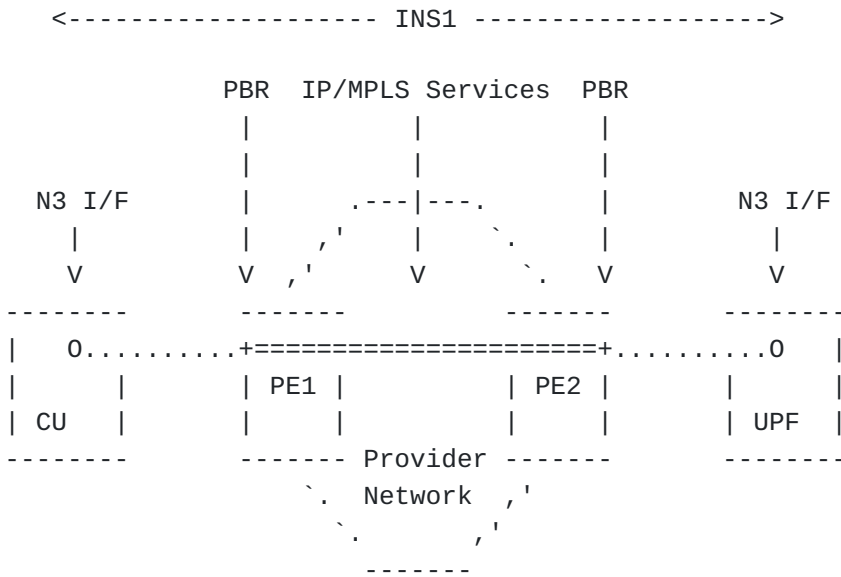 <-------------------- INS1 ------------------->
PBR IP/MPLS Services PBR
N3 I/F N3 I/F
O O
PE1 PE2
CU UPF
Provider
Network